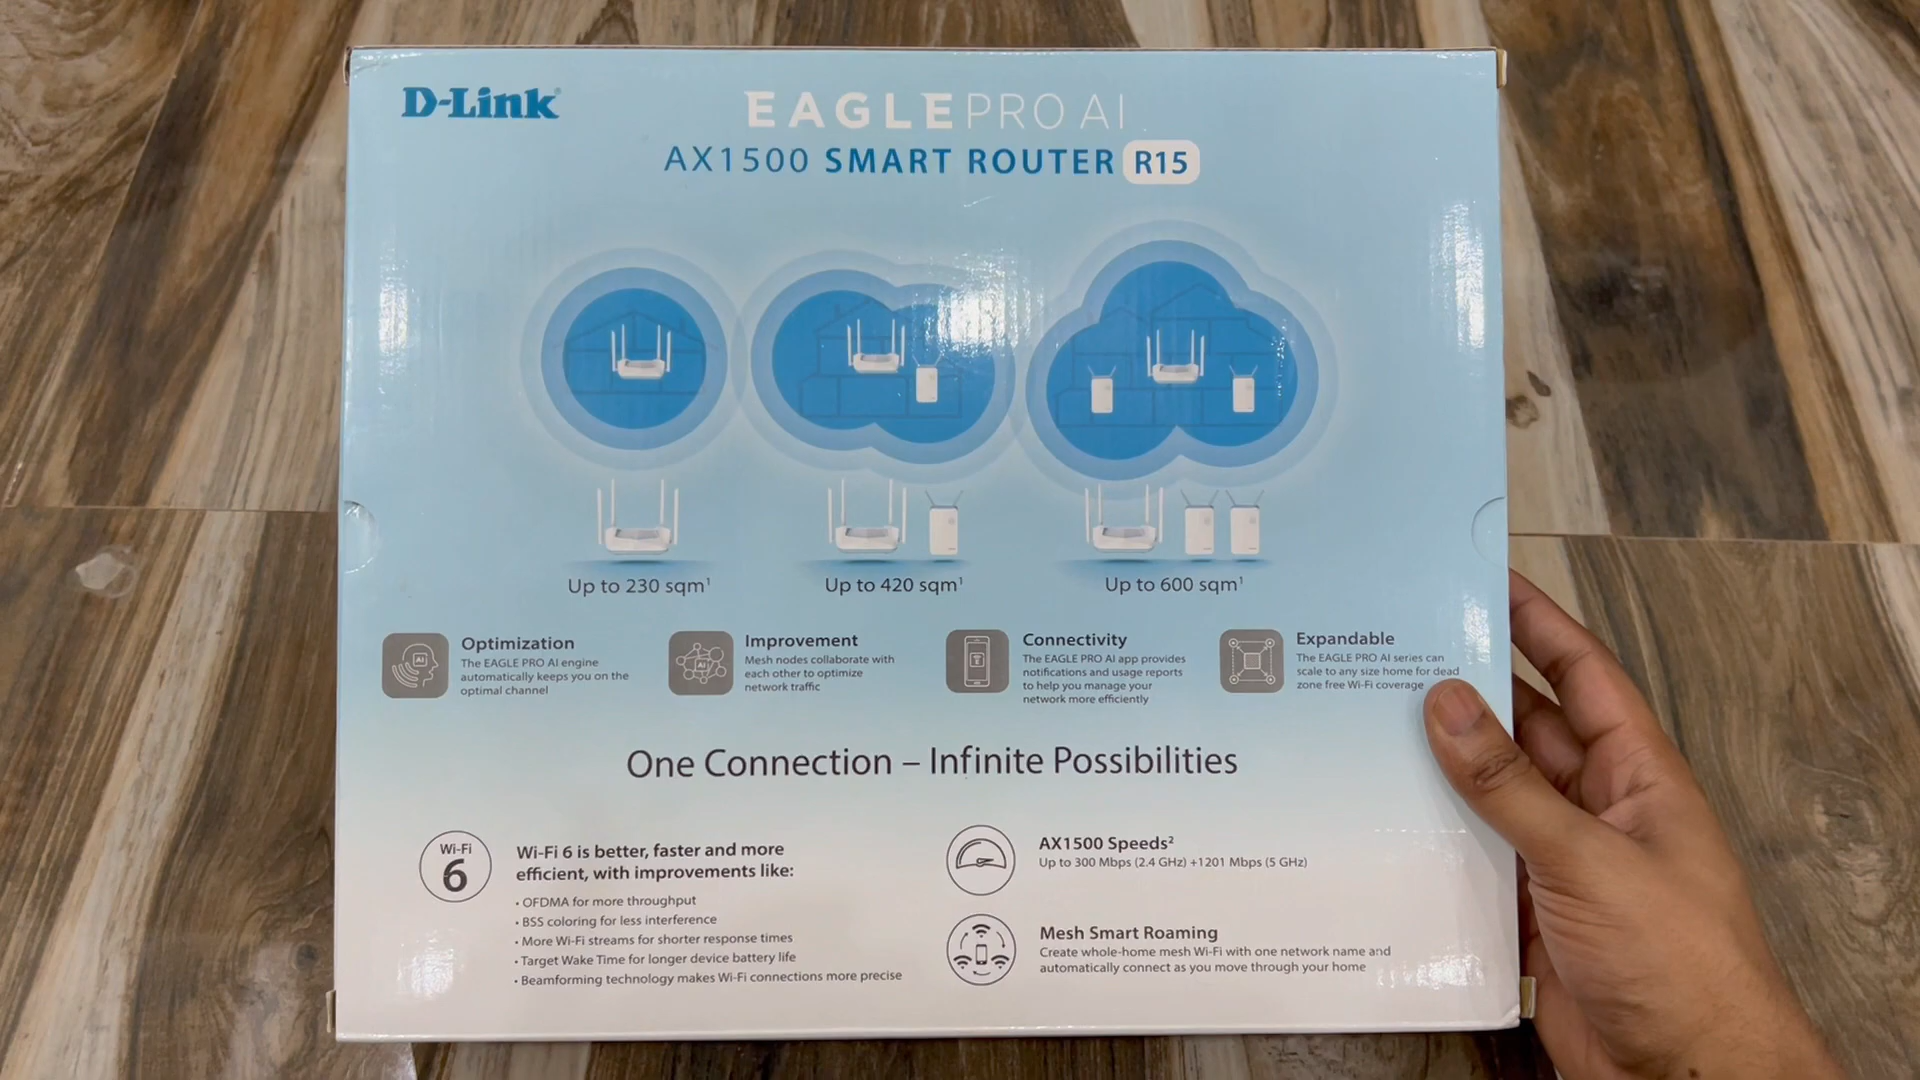 D-Link
EAGLE PRO AI
AX1500 SMART ROUTER R15
Up to 230 sqm¹
Up to 420 sqm¹
Up to 600 sqm¹
AI
Optimization
The EAGLE PRO AI engine
automatically keeps you on the
optimal channel
AI
Improvement
Mesh nodes collaborate with
each other to optimize
network traffic
Connectivity
The EAGLE PRO AI app provides
notifications and usage reports
to help you manage your
network more efficiently
Expandable
The EAGLE PRO AI series can
scale to any size home for dead
zone free Wi-Fi coverage
One Connection – Infinite Possibilities
Wi-Fi
6
Wi-Fi 6 is better, faster and more
efficient, with improvements like:
• OFDMA for more throughput
• BSS coloring for less interference
• More Wi-Fi streams for shorter response times
• Target Wake Time for longer device battery life
• Beamforming technology makes Wi-Fi connections more precise
AX1500 Speeds²
Up to 300 Mbps (2.4 GHz) +1201 Mbps (5 GHz)
Mesh Smart Roaming
Create whole-home mesh Wi-Fi with one network name and
automatically connect as you move through your home